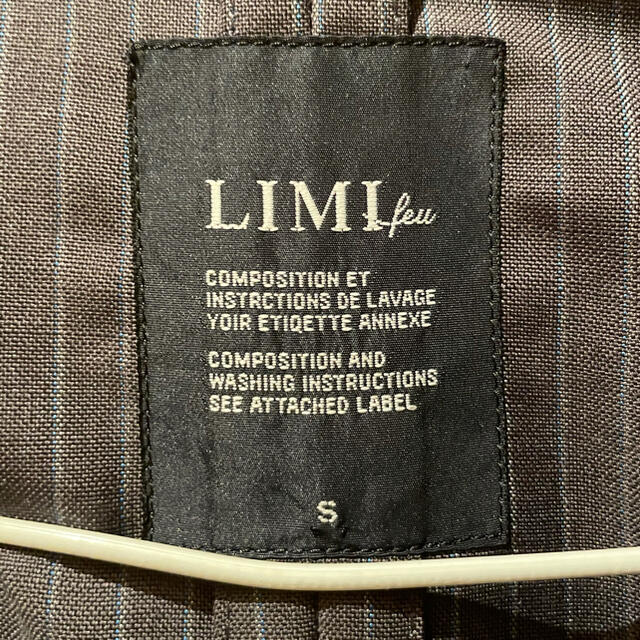 LIMI feu
COMPOSITION ET
INSTRCTIONS DE LAVAGE
YOIR ETIQETTE ANNEXE
COMPOSITION AND
WASHING INSTRUCTIONS
SEE ATTACHED LABEL
S